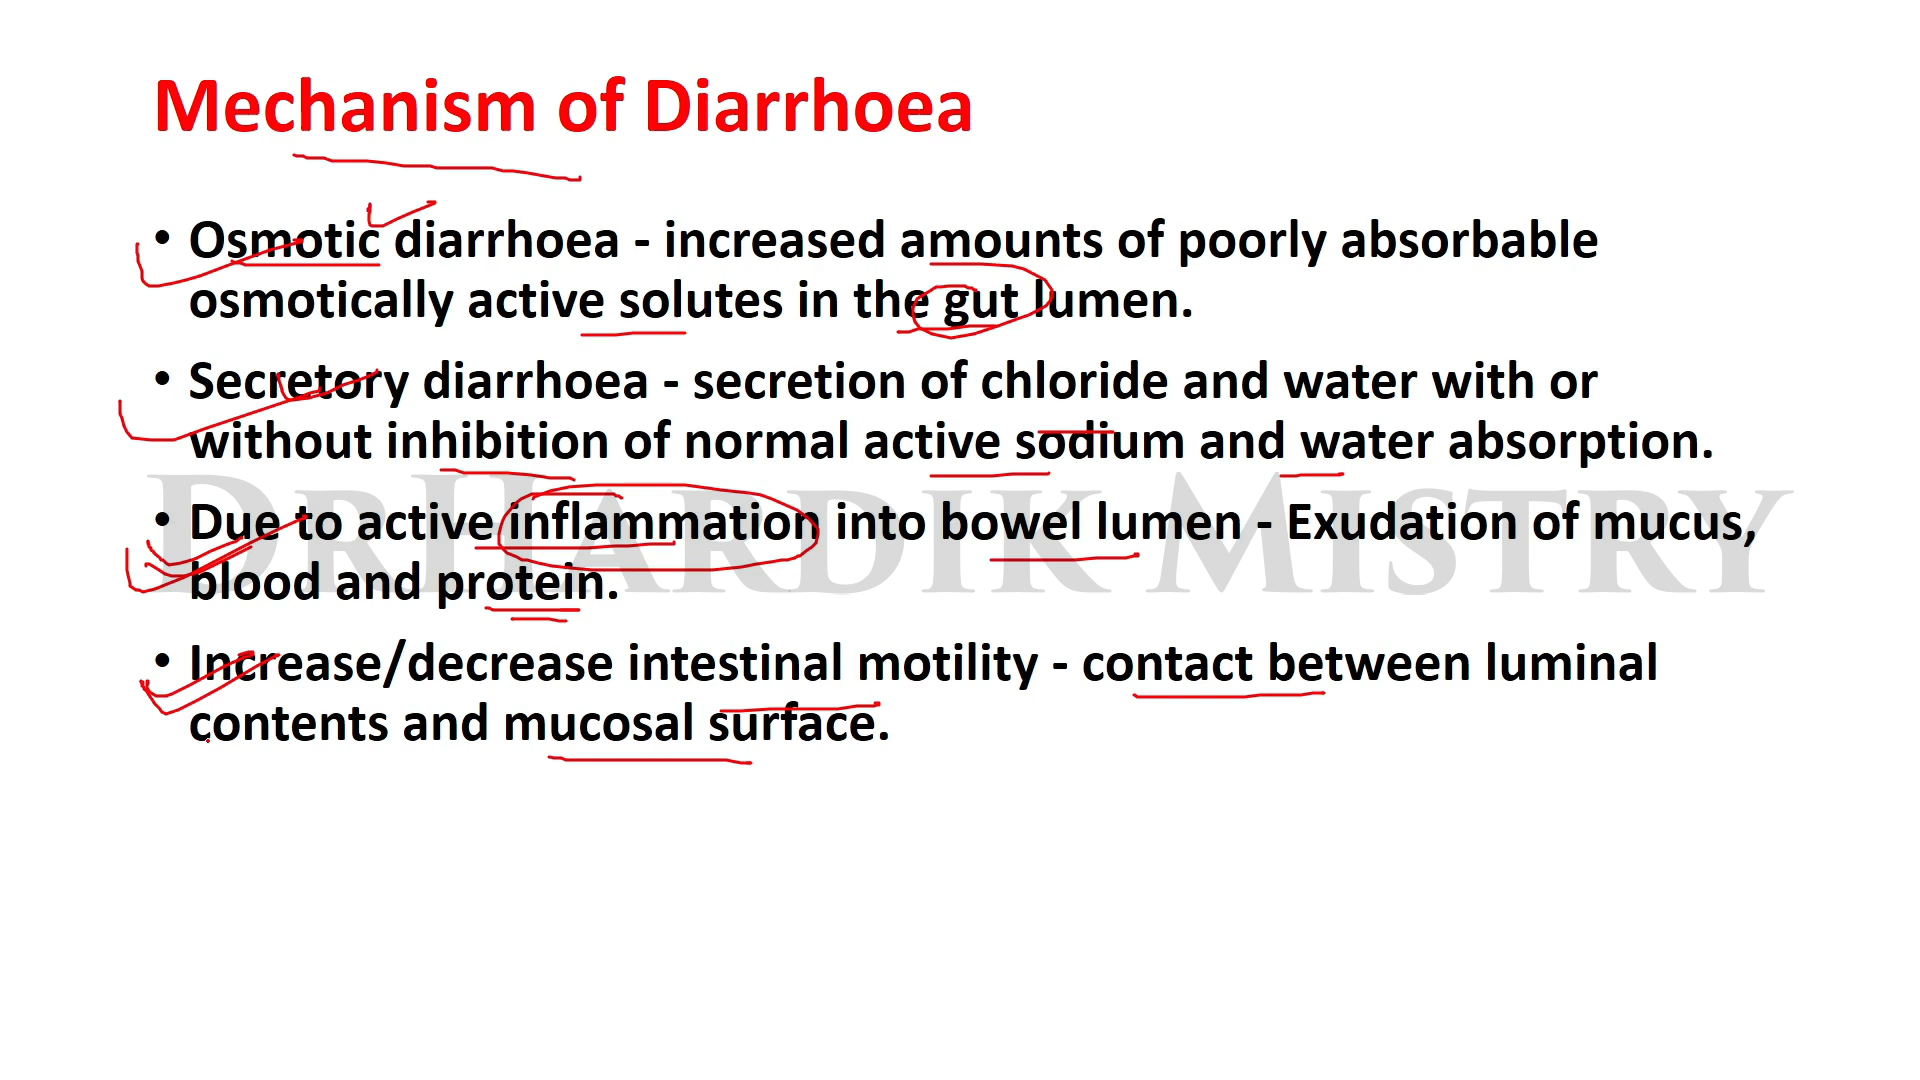 Mechanism of Diarrhoea
• Osmotic diarrhoea - increased amounts of poorly absorbable
osmotically active solutes in the gut lumen.
• Secretory diarrhoea - secretion of chloride and water with or
without inhibition of normal active sodium and water absorption.
DrHardik Mistry
• Due to active inflammation into bowel lumen - Exudation of mucus,
blood and protein.
• Increase/decrease intestinal motility - contact between luminal
contents and mucosal surface.